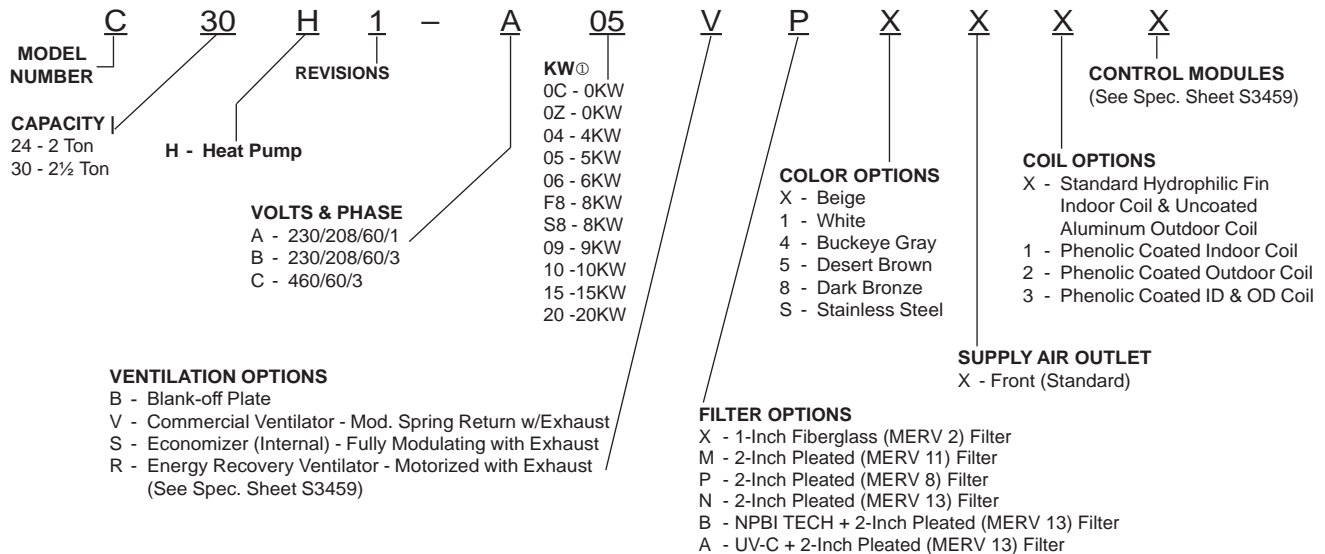 C 30 H 1 – A 05 V P X X X X
MODEL
NUMBER
CAPACITY
24 - 2 Ton
30 - 2½ Ton
H - Heat Pump
REVISIONS
VOLTS & PHASE
A - 230/208/60/1
B - 230/208/60/3
C - 460/60/3
KW①
0C - 0KW
0Z - 0KW
04 - 4KW
05 - 5KW
06 - 6KW
F8 - 8KW
S8 - 8KW
09 - 9KW
10 -10KW
15 -15KW
20 -20KW
VENTILATION OPTIONS
B - Blank-off Plate
V - Commercial Ventilator - Mod. Spring Return w/Exhaust
S - Economizer (Internal) - Fully Modulating with Exhaust
R - Energy Recovery Ventilator - Motorized with Exhaust
(See Spec. Sheet S3459)
FILTER OPTIONS
X - 1-Inch Fiberglass (MERV 2) Filter
M - 2-Inch Pleated (MERV 11) Filter
P - 2-Inch Pleated (MERV 8) Filter
N - 2-Inch Pleated (MERV 13) Filter
B - NPBI TECH + 2-Inch Pleated (MERV 13) Filter
A - UV-C + 2-Inch Pleated (MERV 13) Filter
COLOR OPTIONS
X - Beige
1 - White
4 - Buckeye Gray
5 - Desert Brown
8 - Dark Bronze
S - Stainless Steel
SUPPLY AIR OUTLET
X - Front (Standard)
COIL OPTIONS
X - Standard Hydrophilic Fin
Indoor Coil & Uncoated
Aluminum Outdoor Coil
1 - Phenolic Coated Indoor Coil
2 - Phenolic Coated Outdoor Coil
3 - Phenolic Coated ID & OD Coil
CONTROL MODULES
(See Spec. Sheet S3459)